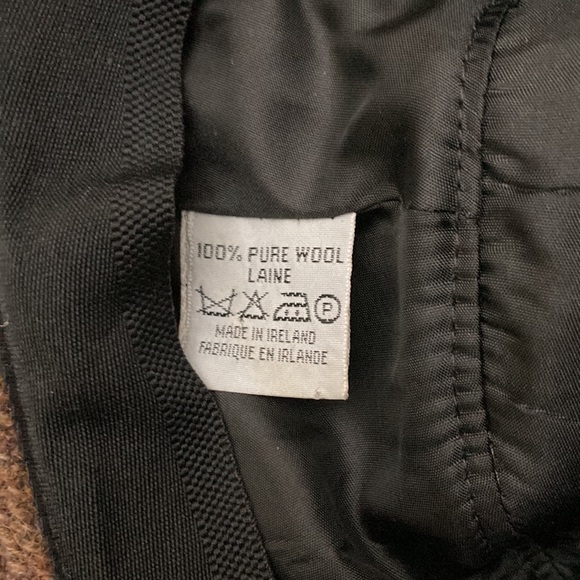 100% PURE WOOL
LAINE
P
MADE IN IRELAND
FABRIQUE EN IRLANDE